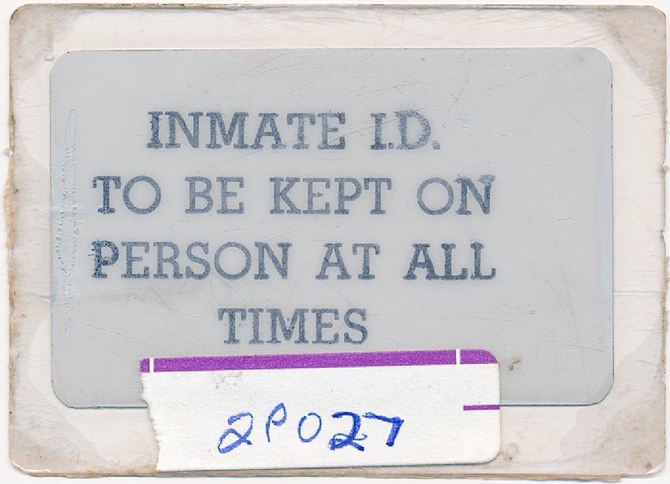 INMATE I.D.
TO BE KEPT ON
PERSON AT ALL
TIMES
2P027